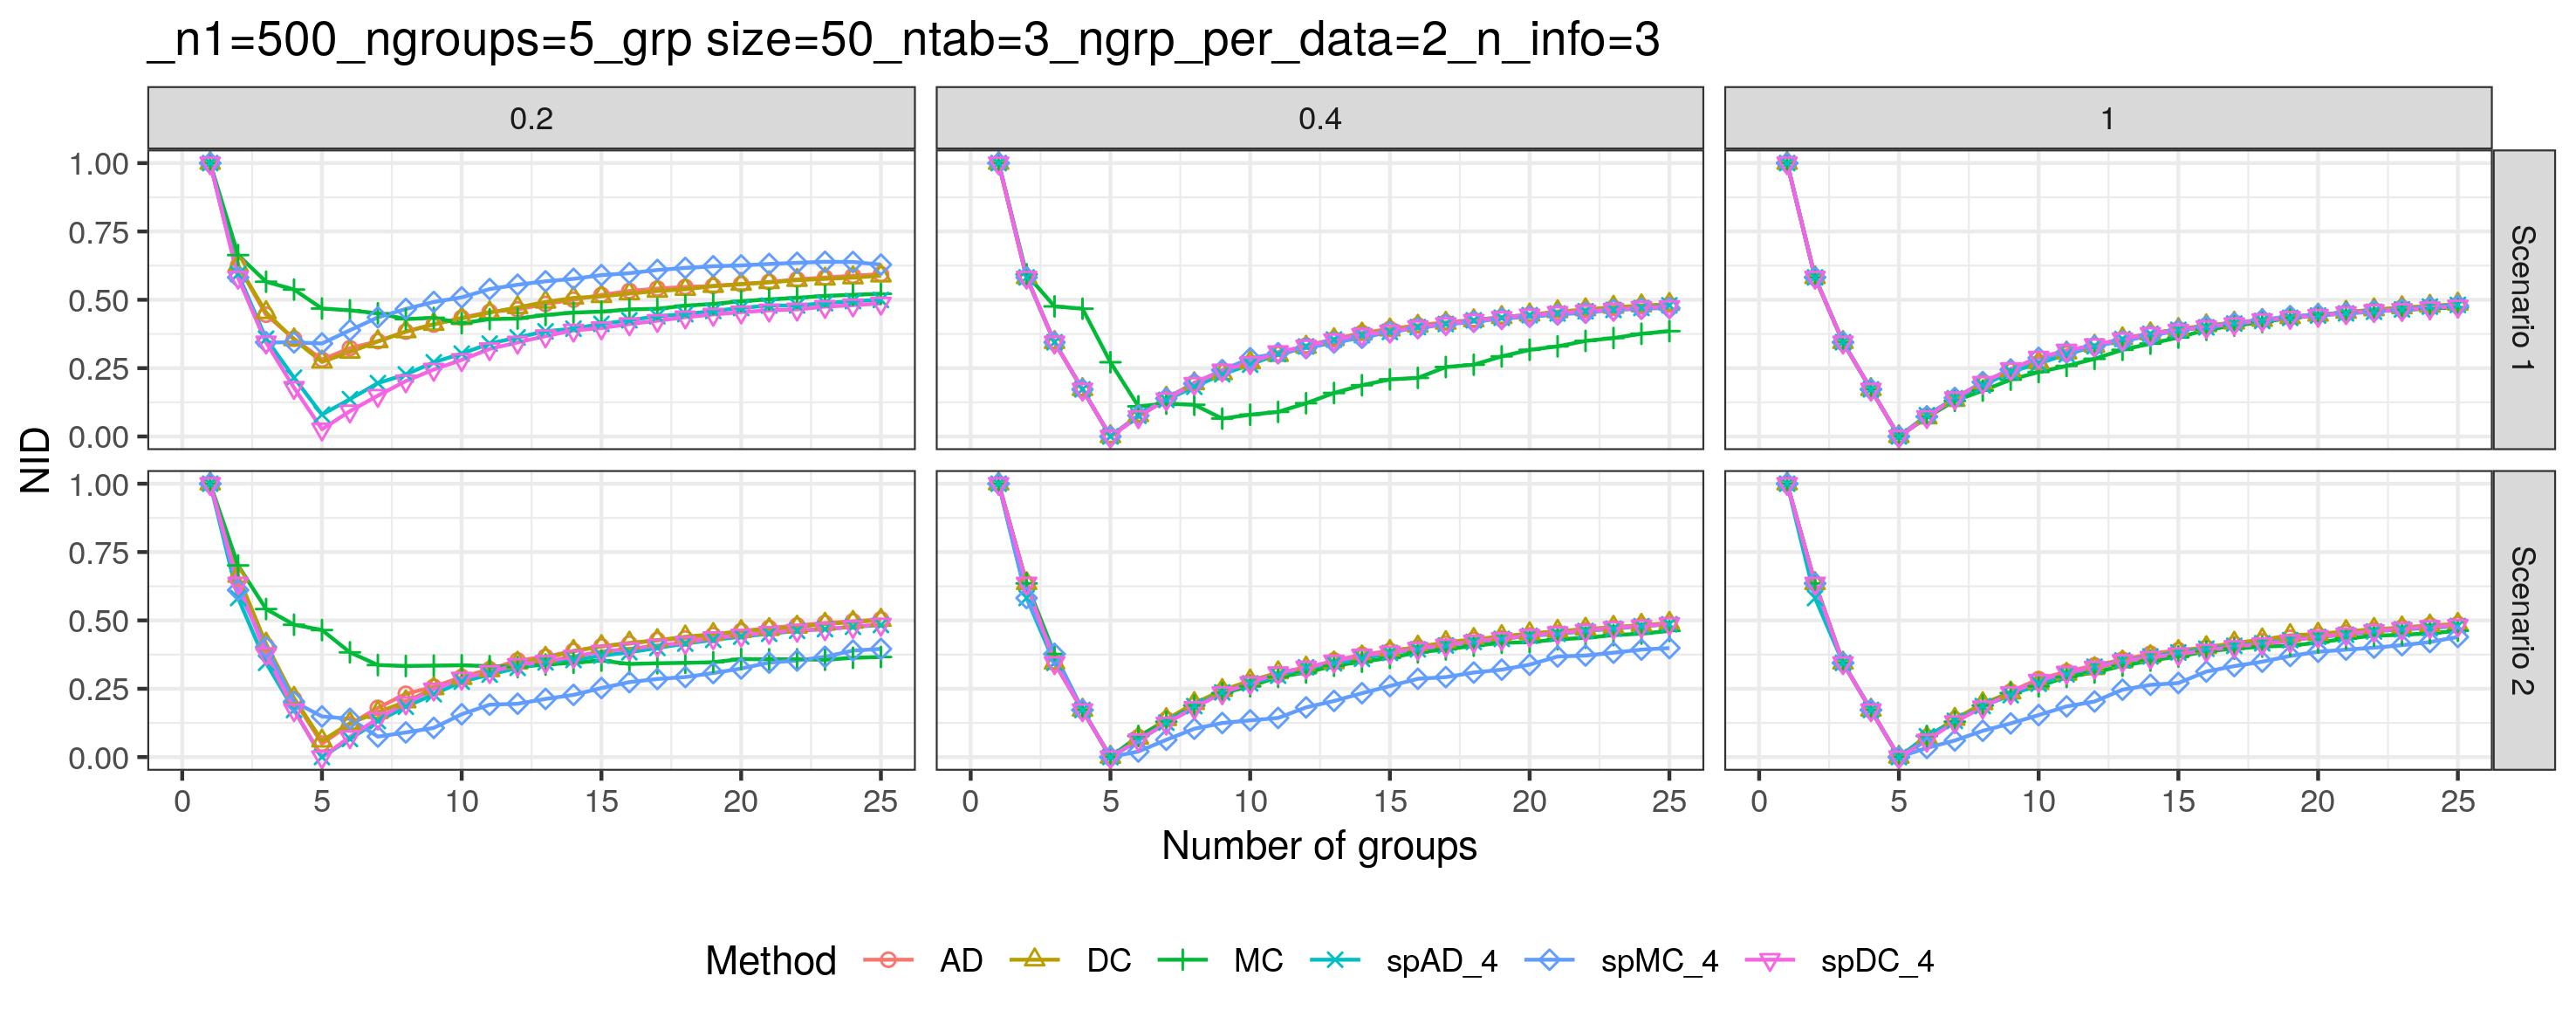 _n1=500_ngroups=5_grp size=50_ntab=3_ngrp_per_data=2_n_info=3
0.2 0.4 1
1.00
0.75
0.50
0.25
0.00
Scenario 1
NID
1.00
0.75
0.50
0.25
0.00
Scenario 2
0 5 10 15 20 25 0 5 10 15 20 25 0 5 10 15 20 25
Number of groups
Method AD DC MC spAD_4 spMC_4 spDC_4